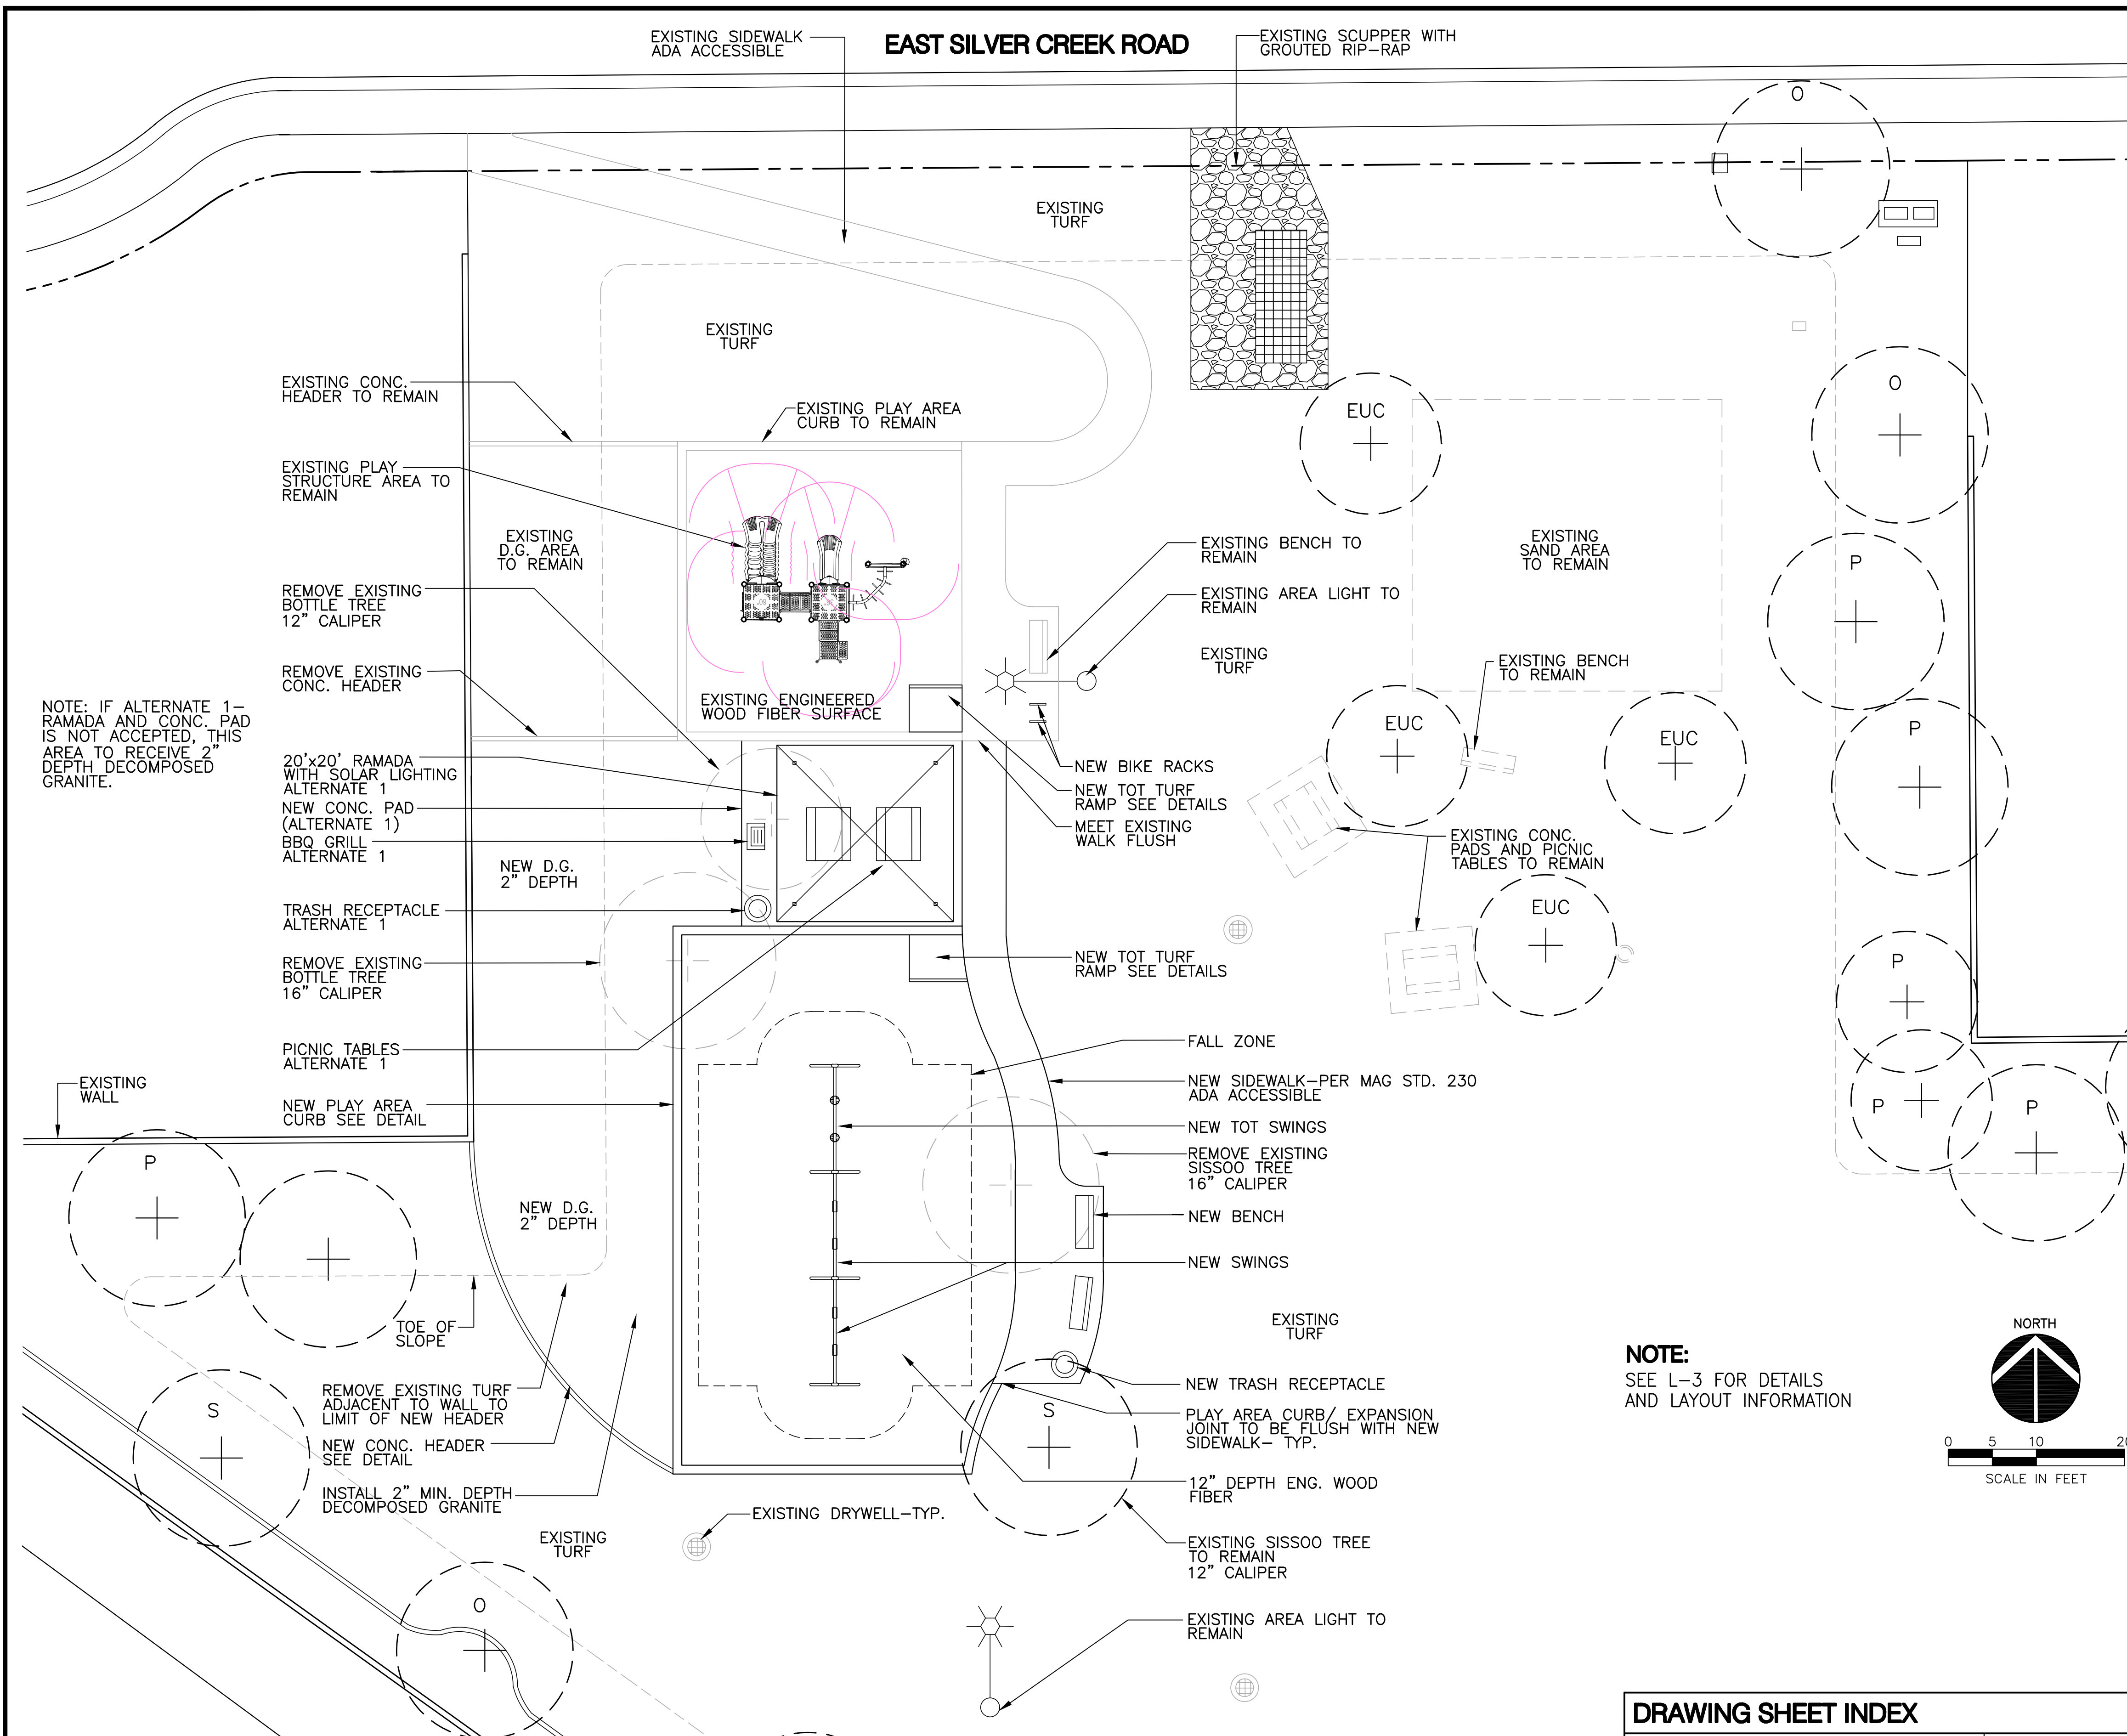 EXISTING SIDEWALK
ADA ACCESSIBLE
EAST SILVER CREEK ROAD
EXISTING SCUPPER WITH
GROUTED RIP-RAP
O
EXISTING
TURF
EXISTING
TURF
EXISTING CONC.
HEADER TO REMAIN
EXISTING PLAY AREA
CURB TO REMAIN
EUC
O
EXISTING PLAY
STRUCTURE AREA TO
REMAIN
EXISTING
D.G. AREA
TO REMAIN
EXISTING BENCH TO
REMAIN
EXISTING
SAND AREA
TO REMAIN
P
REMOVE EXISTING
BOTTLE TREE
12" CALIPER
EXISTING AREA LIGHT TO
REMAIN
EXISTING
TURF
EXISTING BENCH
TO REMAIN
REMOVE EXISTING
CONC. HEADER
EXISTING ENGINEERED
WOOD FIBER SURFACE
NOTE: IF ALTERNATE 1-
RAMADA AND CONC. PAD
IS NOT ACCEPTED, THIS
AREA TO RECEIVE 2"
DEPTH DECOMPOSED
GRANITE.
EUC
EUC
P
20'x20' RAMADA
WITH SOLAR LIGHTING
ALTERNATE 1
NEW CONC. PAD
(ALTERNATE 1)
BBQ GRILL
ALTERNATE 1
NEW BIKE RACKS
NEW TOT TURF
RAMP SEE DETAILS
MEET EXISTING
WALK FLUSH
EXISTING CONC.
PADS AND PICNIC
TABLES TO REMAIN
NEW D.G.
2" DEPTH
TRASH RECEPTACLE
ALTERNATE 1
EUC
REMOVE EXISTING
BOTTLE TREE
16" CALIPER
NEW TOT TURF
RAMP SEE DETAILS
P
PICNIC TABLES
ALTERNATE 1
FALL ZONE
EXISTING
WALL
NEW SIDEWALK-PER MAG STD. 230
ADA ACCESSIBLE
NEW PLAY AREA
CURB SEE DETAIL
NEW TOT SWINGS
P
P
P
REMOVE EXISTING
SISSOO TREE
16" CALIPER
NEW D.G.
2" DEPTH
NEW BENCH
NEW SWINGS
TOE OF
SLOPE
EXISTING
TURF
NOTE:
SEE L-3 FOR DETAILS
AND LAYOUT INFORMATION
NORTH
REMOVE EXISTING TURF
ADJACENT TO WALL TO
LIMIT OF NEW HEADER
NEW TRASH RECEPTACLE
S
S
PLAY AREA CURB/ EXPANSION
JOINT TO BE FLUSH WITH NEW
SIDEWALK- TYP.
NEW CONC. HEADER
SEE DETAIL
0 5 10 20
SCALE IN FEET
INSTALL 2" MIN. DEPTH
DECOMPOSED GRANITE
12" DEPTH ENG. WOOD
FIBER
EXISTING DRYWELL-TYP.
EXISTING
TURF
EXISTING SISSOO TREE
TO REMAIN
12" CALIPER
O
EXISTING AREA LIGHT TO
REMAIN
DRAWING SHEET INDEX